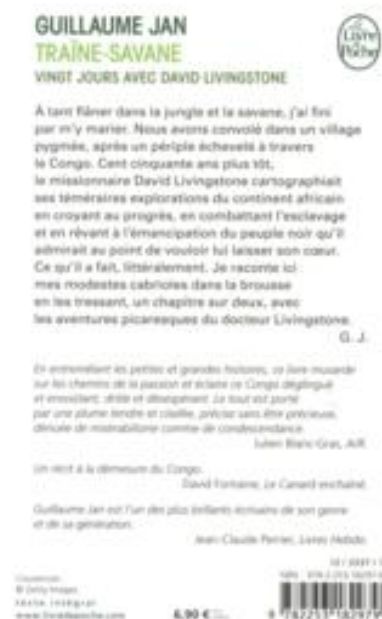 GUILLAUME JAN
Le Livre de Poche
TRAÎNE-SAVANE
VINGT JOURS AVEC DAVID LIVINGSTONE
À tant flâner dans la jungle et la savane, j'ai fini
par m'y marier. Nous avons convolé dans un village
pygmée, après un périple échevelé à travers
le Congo. Cent cinquante ans plus tôt,
le missionnaire David Livingstone cartographiait
ses téméraires explorations du continent africain
en croyant au progrès, en combattant l'esclavage
et en rêvant à l'émancipation du peuple noir qu'il
admirait au point de vouloir lui laisser son cœur.
Ce qu'il a fait, littéralement. Je raconte ici
mes modestes cabrioles dans la brousse
en les tressant, un chapitre sur deux, avec
les aventures picaresques du docteur Livingstone.
G. J.
En entremêlant les petites et grandes histoires, ce livre musarde
sur les chemins de la passion et éclaire ce Congo déglingué
et envoûtant, drôle et désespérant. Le tout est porté
par une plume tendre et ciselée, précise sans être précieuse,
dénuée de misérabilisme comme de condescendance.
Julien Blanc-Gras, A/R
Un récit à la démesure du Congo.
David Fontaine, Le Canard enchaîné
Guillaume Jan est l'un des plus brillants écrivains de son genre
et de sa génération.
Jean-Claude Perrier, Livres Hebdo
Couverture :
© Getty Images
texte intégral
www.livredepoche.com
6,90 €
9 782253 182979